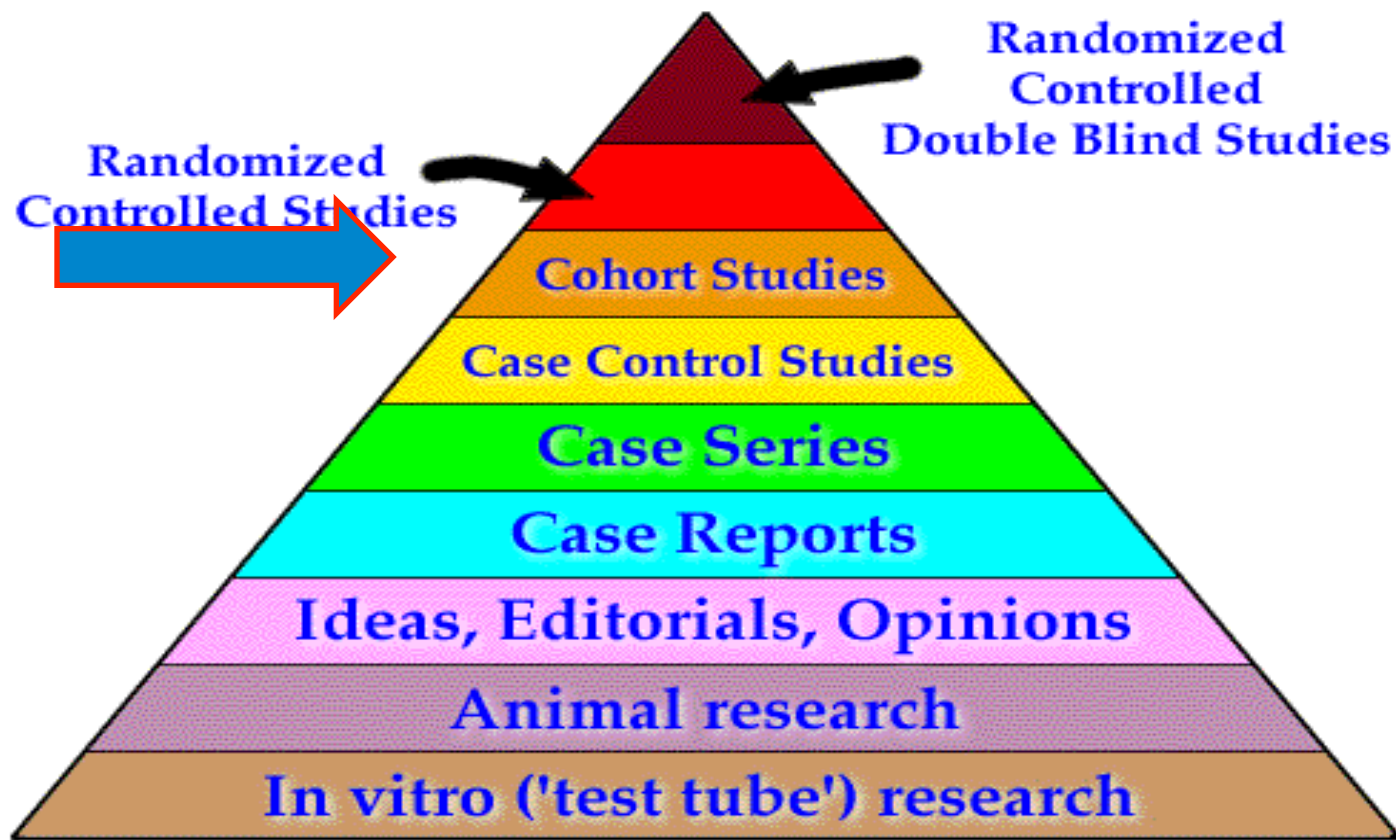 Randomized
Controlled
Double Blind Studies
Randomized
Controlled Studies
Cohort Studies
Case Control Studies
Case Series
Case Reports
Ideas, Editorials, Opinions
Animal research
In vitro ('test tube') research